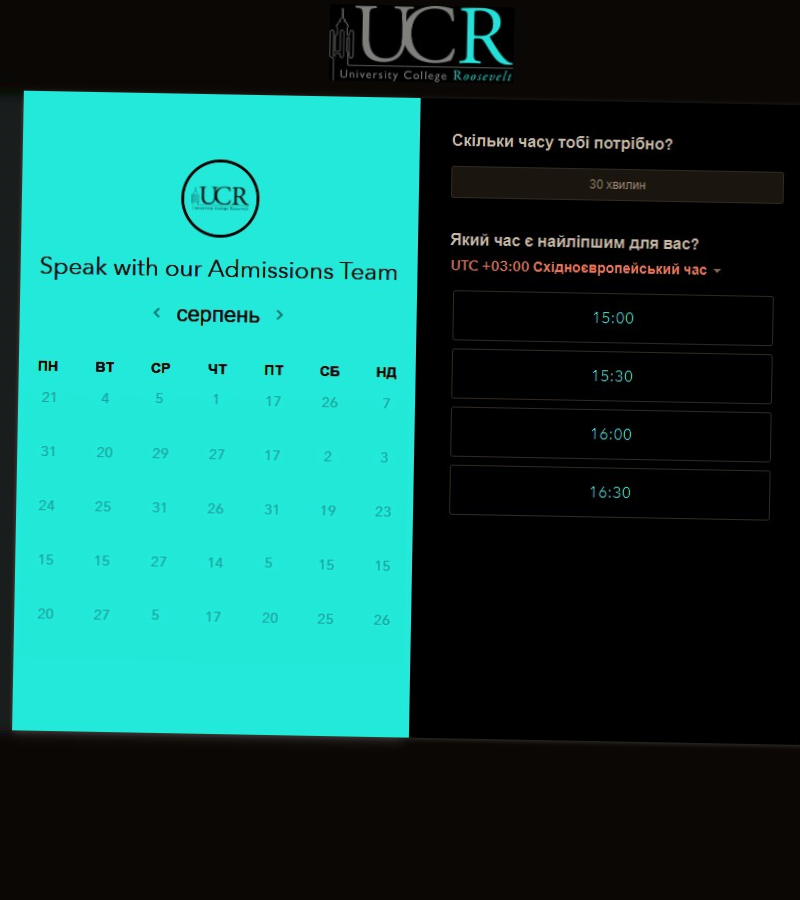 UCR
University College Roosevelt
UCR
Speak with our Admissions Team
серпень
ПН ВТ СР ЧТ ПТ СБ НД
21 4 5 1 17 26 7
31 20 29 27 17 2 3
24 25 31 26 31 19 23
15 15 27 14 5 15 15
20 27 5 17 20 25 26
Скільки часу тобі потрібно?
30 хвилин
Який час є найліпшим для вас?
UTC +03:00 Східноєвропейський час
15:00
15:30
16:00
16:30